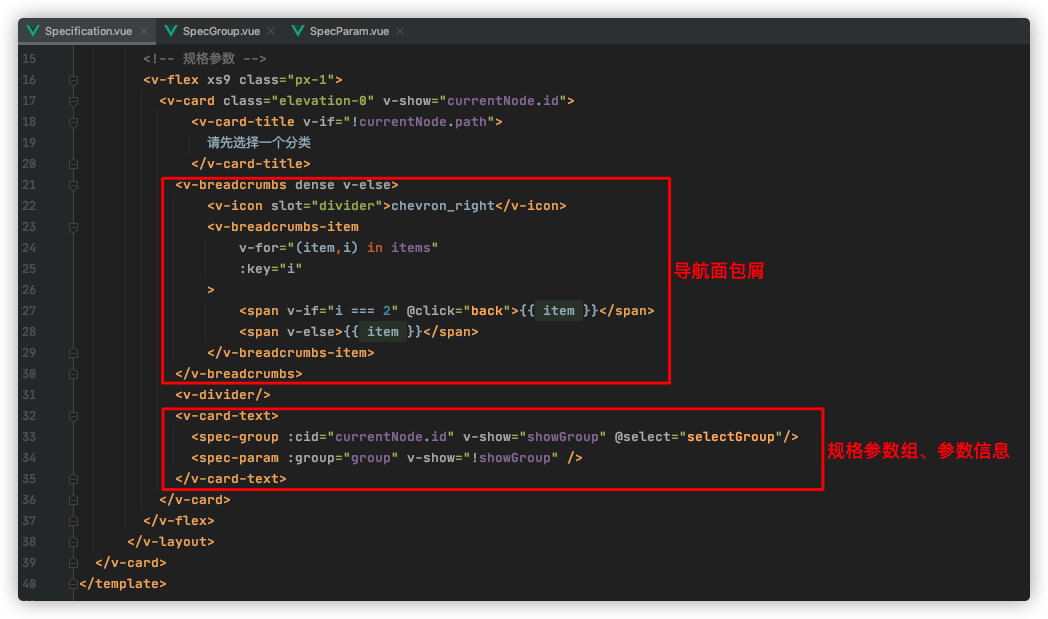 Specification.vue SpecGroup.vue SpecParam.vue
15 <!-- 规格参数 -->
16 <v-flex xs9 class="px-1">
17 <v-card class="elevation-0" v-show="currentNode.id">
18 <v-card-title v-if="!currentNode.path">
19 请先选择一个分类
20 </v-card-title>
21 <v-breadcrumbs dense v-else>
22 <v-icon slot="divider">chevron_right</v-icon>
23 <v-breadcrumbs-item
24 v-for="(item,i) in items"
25 :key="i"
26 >
导航面包屑
27 <span v-if="i === 2" @click="back">{{ item }}</span>
28 <span v-else>{{ item }}</span>
29 </v-breadcrumbs-item>
30 </v-breadcrumbs>
31 <v-divider/>
32 <v-card-text>
33 <spec-group :cid="currentNode.id" v-show="showGroup" @select="selectGroup"/>
规格参数组、参数信息
34 <spec-param :group="group" v-show="!showGroup" />
35 </v-card-text>
36 </v-card>
37 </v-flex>
38 </v-layout>
39 </v-card>
40 </template>